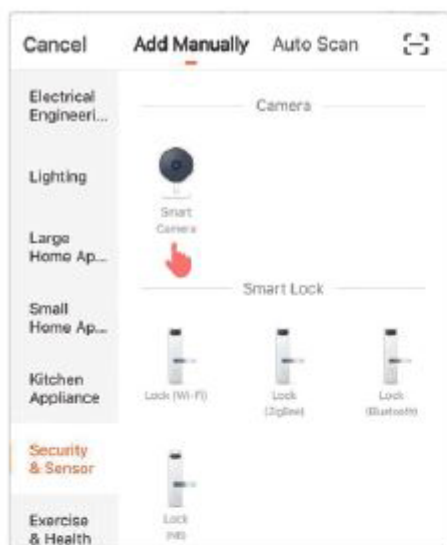 Cancel
Add Manually
Auto Scan
Electrical
Engineeri...
Camera
Lighting
Smart
Camera
Large
Home Ap...
Smart Lock
Small
Home Ap...
Kitchen
Appliance
Lock (Wi-Fi)
Lock
(ZigBee)
Lock
(Bluetooth)
Security
& Sensor
Lock
(NB)
Exercise
& Health